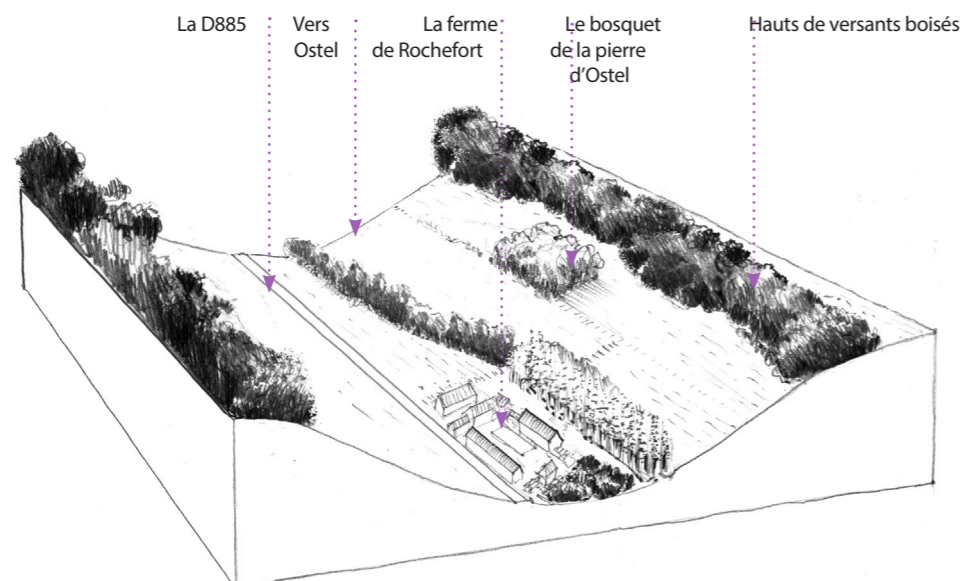 La D885
Vers
Ostel
La ferme
de Rochefort
Le bosquet
de la pierre
d'Ostel
Hauts de versants boisés